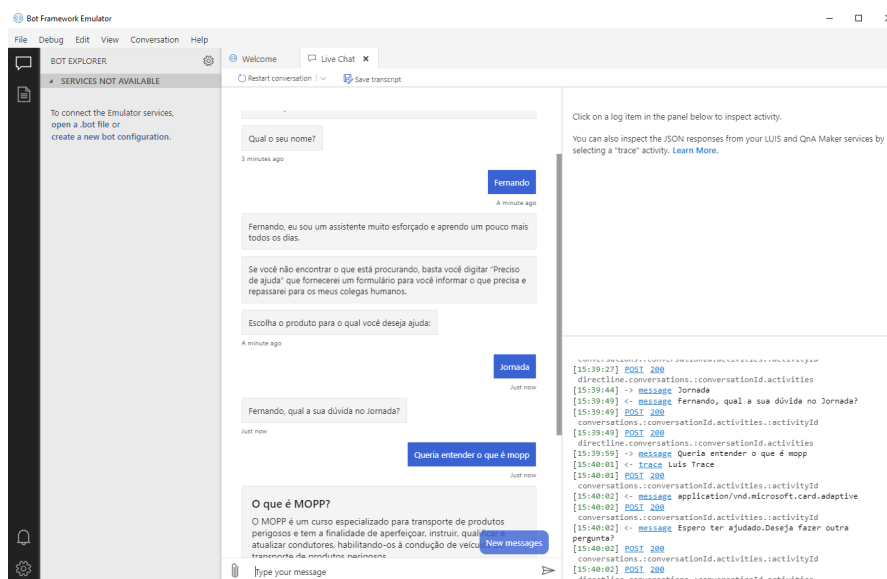 Bot Framework Emulator
File Debug Edit View Conversation Help
BOT EXPLORER
SERVICES NOT AVAILABLE
To connect the Emulator services,
open a .bot file or
create a new bot configuration.
Welcome
Live Chat
Restart conversation
Save transcript
Qual o seu nome?
3 minutes ago
Fernando
A minute ago
Fernando, eu sou um assistente muito esforçado e aprendo um pouco mais
todos os dias.
Se você não encontrar o que está procurando, basta você digitar "Preciso
de ajuda" que fornecerei um formulário para você informar o que precisa e
repassarei para os meus colegas humanos.
Escolha o produto para o qual você deseja ajuda:
A minute ago
Jornada
Just now
Fernando, qual a sua dúvida no Jornada?
Just now
Queria entender o que é mopp
Just now
O que é MOPP?
O MOPP é um curso especializado para transporte de produtos
perigosos e tem a finalidade de aperfeiçoar, instruir, qualificar e
atualizar condutores, habilitando-os à condução de
transporte de produtos perigosos
New messages
Type your message
Click on a log item in the panel below to inspect activity.
You can also inspect the JSON responses from your LUIS and QnA Maker services by
selecting a "trace" activity. Learn More.
conversations.:conversationId.activities.:activityId
[15:39:27] POST 200
directline.conversations.:conversationId.activities
[15:39:44] -> message Jornada
[15:39:49] <- message Fernando, qual a sua dúvida no Jornada?
[15:39:49] POST 200
conversations.:conversationId.activities.:activityId
[15:39:49] POST 200
directline.conversations.:conversationId.activities
[15:39:59] -> message Queria entender o que é mopp
[15:40:01] <- trace Luis Trace
[15:40:01] POST 200
conversations.:conversationId.activities.:activityId
[15:40:02] <- message application/vnd.microsoft.card.adaptive
[15:40:02] POST 200
conversations.:conversationId.activities.:activityId
[15:40:02] <- message Espero ter ajudado.Deseja fazer outra
pergunta?
[15:40:02] POST 200
conversations.:conversationId.activities.:activityId
[15:40:02] POST 200
directline.conversations.:conversationId.activities